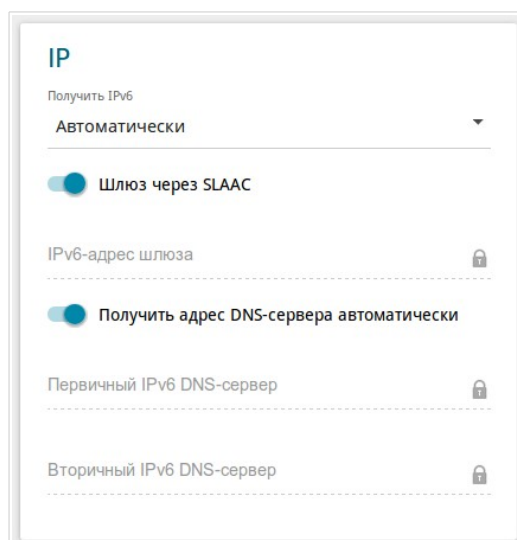 IP
Получить IPv6
Автоматически
Шлюз через SLAAC
IPv6-адрес шлюза
Получить адрес DNS-сервера автоматически
Первичный IPv6 DNS-сервер
Вторичный IPv6 DNS-сервер